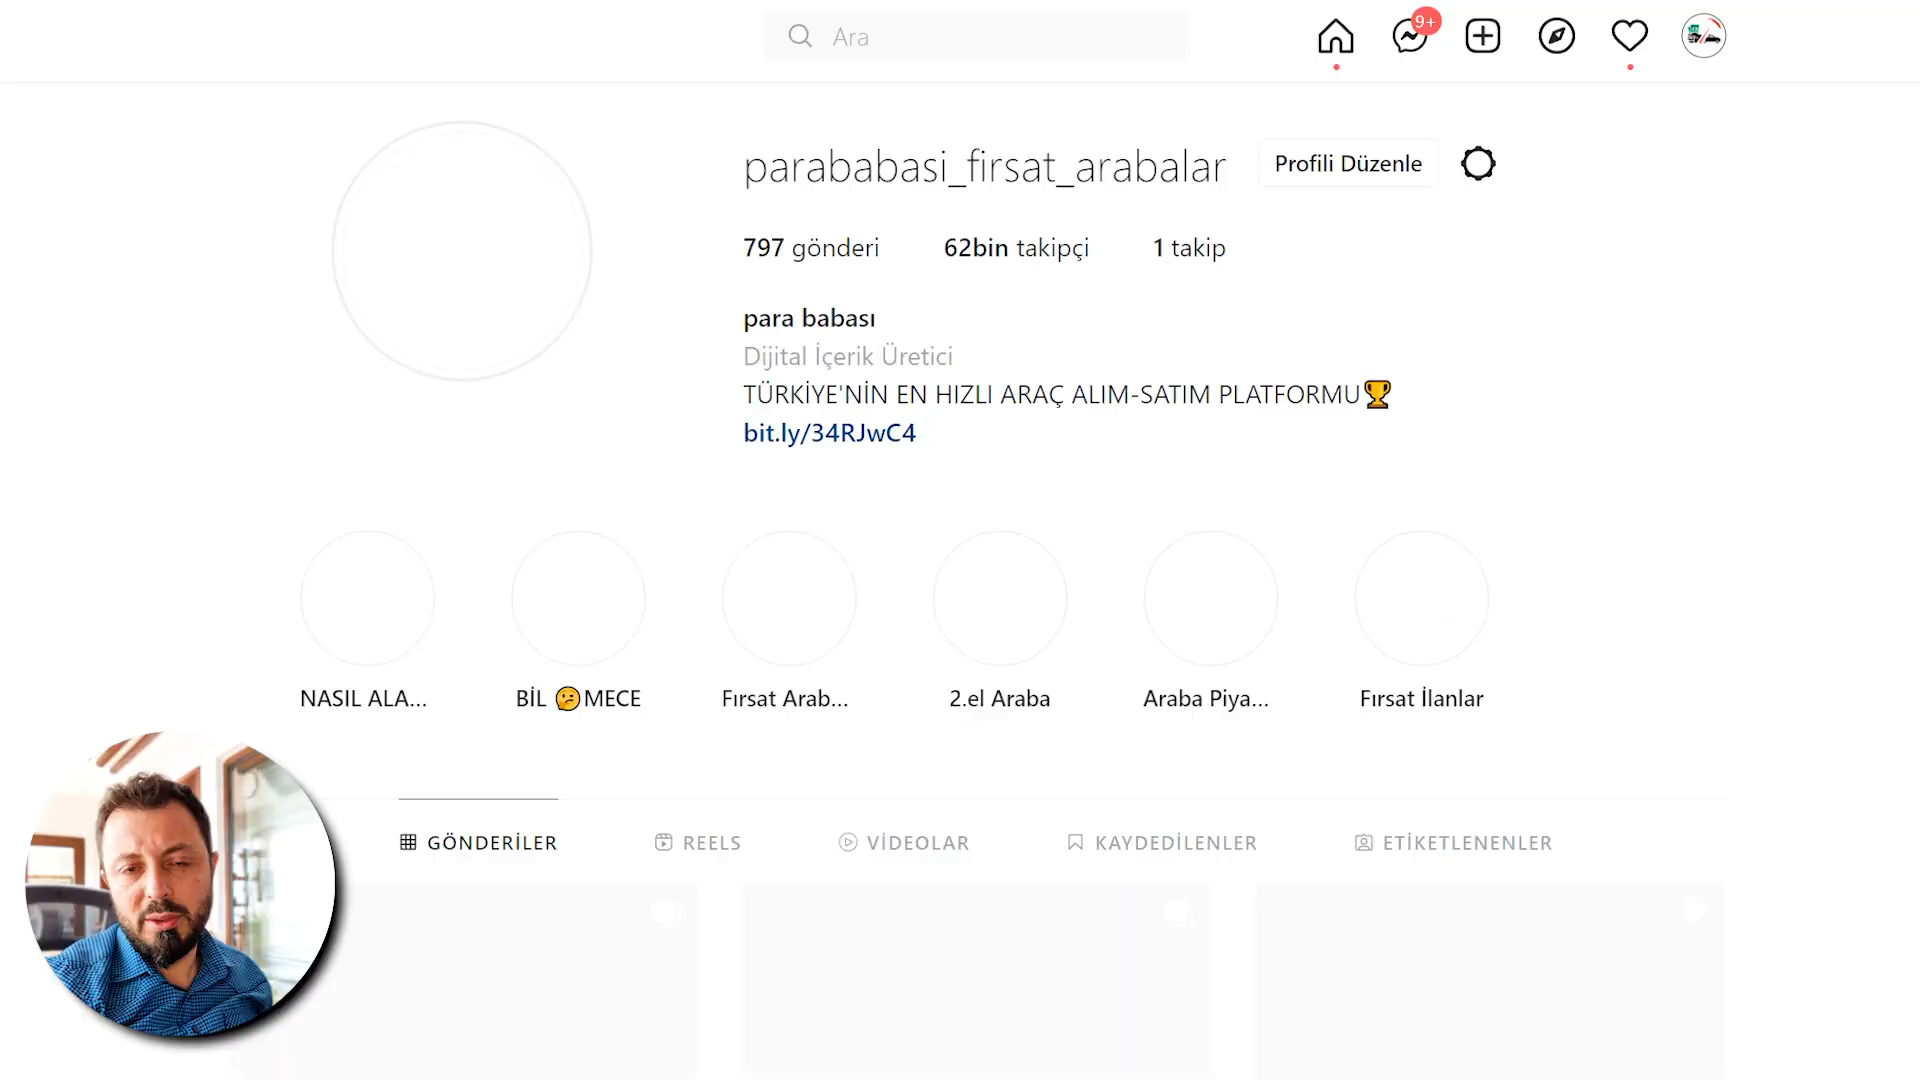 Ara
9+
parababasi_firsat_arabalar
Profili Düzenle
797 gönderi
62bin takipçi
1 takip
para babası
Dijital İçerik Üretici
TÜRKİYE'NİN EN HIZLI ARAÇ ALIM-SATIM PLATFORMU🏆
bit.ly/34RJwC4
NASIL ALA...
BİL 🤔MECE
Fırsat Arab...
2.el Araba
Araba Piya...
Fırsat İlanlar
GÖNDERİLER
REELS
VİDEOLAR
KAYDEDİLENLER
ETİKETLENENLER